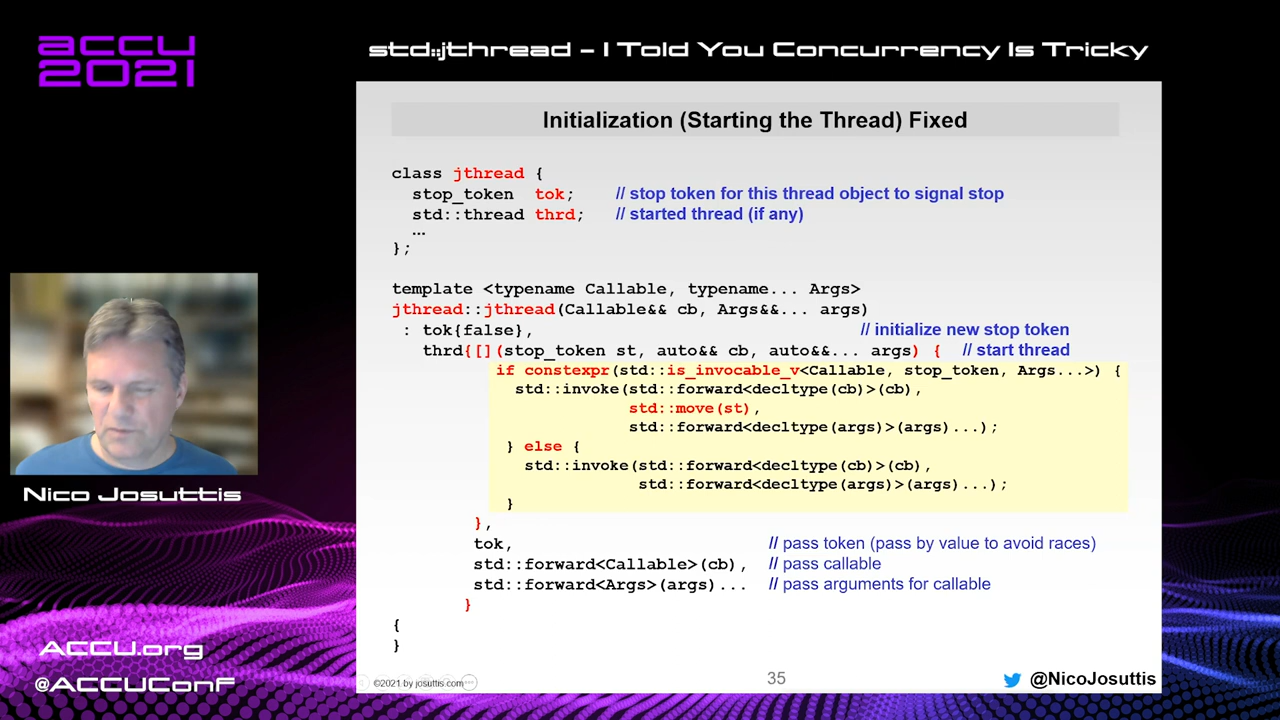 accu
2021
std::jthread – I Told You Concurrency Is Tricky
Initialization (Starting the Thread) Fixed
class jthread {
stop_token tok; // stop token for this thread object to signal stop
std::thread thrd; // started thread (if any)
…
};
template <typename Callable, typename... Args>
jthread::jthread(Callable&& cb, Args&&... args)
: tok{false}, // initialize new stop token
thrd{[](stop_token st, auto&& cb, auto&&... args) { // start thread
if constexpr(std::is_invocable_v<Callable, stop_token, Args...>) {
std::invoke(std::forward<decltype(cb)>(cb),
std::move(st),
std::forward<decltype(args)>(args)...);
} else {
std::invoke(std::forward<decltype(cb)>(cb),
std::forward<decltype(args)>(args)...);
}
},
tok, // pass token (pass by value to avoid races)
std::forward<Callable>(cb), // pass callable
std::forward<Args>(args)... // pass arguments for callable
}
{
}
Nico Josuttis
ACCU.org
@ACCUConf
©2021 by josuttis.com
35
@NicoJosuttis